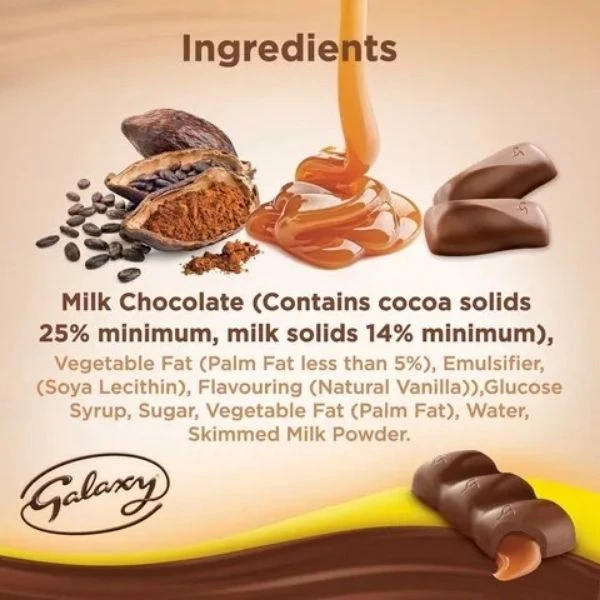 Ingredients
Milk Chocolate (Contains cocoa solids
25% minimum, milk solids 14% minimum),
Vegetable Fat (Palm Fat less than 5%), Emulsifier,
(Soya Lecithin), Flavouring (Natural Vanilla)),Glucose
Syrup, Sugar, Vegetable Fat (Palm Fat), Water,
Skimmed Milk Powder.
Galaxy